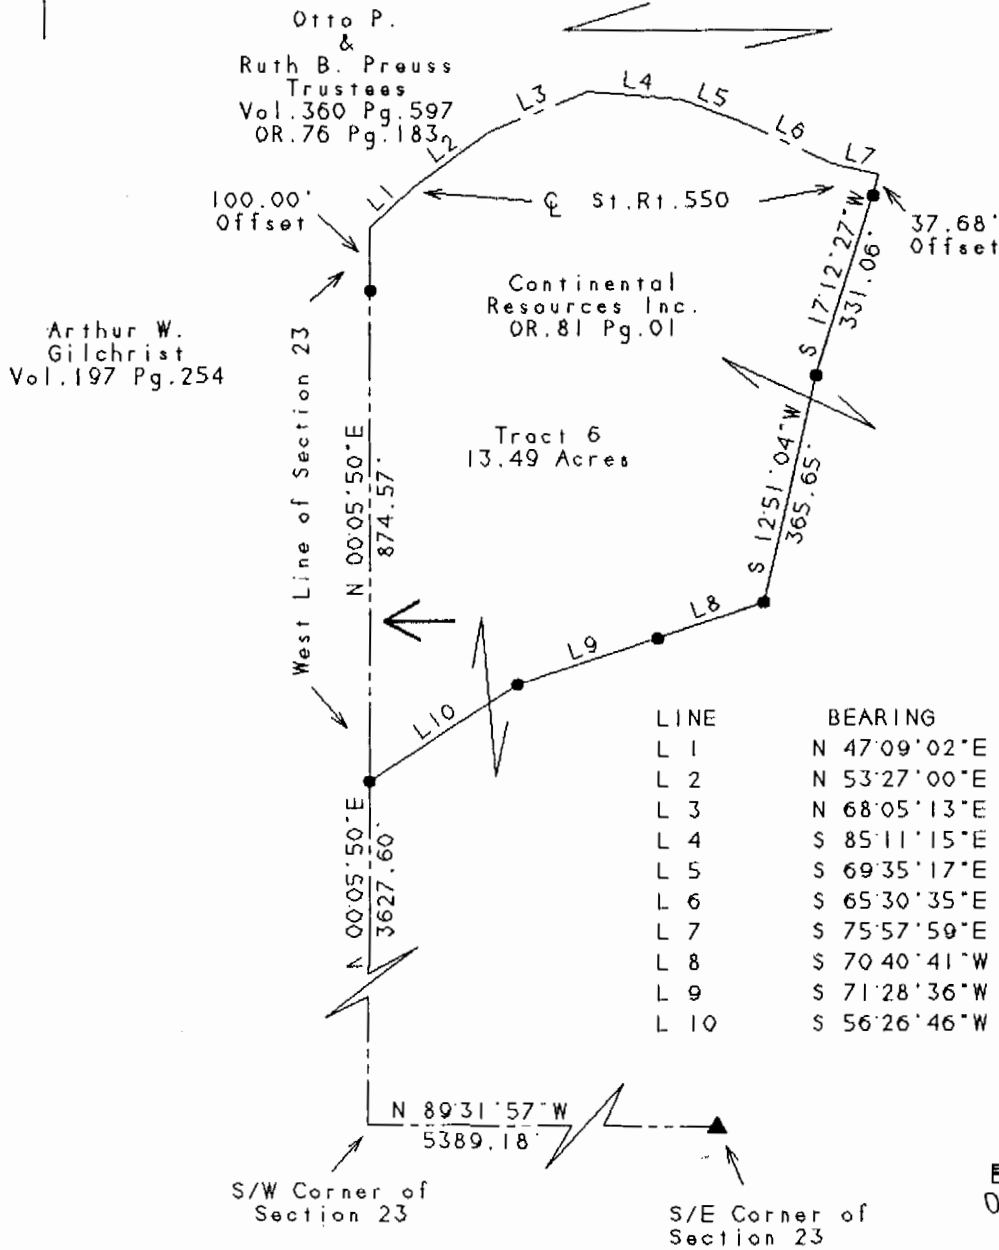 Otto P.
&
Ruth B. Preuss
Trustees
Vol.360 Pg.597
OR.76 Pg.183
L1
L2
L3
L4
L5
L6
L7
100.00'
Offset
℄ St.Rt.550
37.68'
Offset
S 17°12'27"W
331.06'
Continental
Resources Inc.
OR.81 Pg.01
Arthur W.
Gilchrist
Vol.197 Pg.254
West Line of Section 23
N 00°05'50"E
874.57'
Tract 6
13.49 Acres
S 12°51'04"W
365.65'
L8
L9
L10
LINE BEARING
L 1 N 47°09'02"E
L 2 N 53°27'00"E
L 3 N 68°05'13"E
L 4 S 85°11'15"E
L 5 S 69°35'17"E
L 6 S 65°30'35"E
L 7 S 75°57'59"E
L 8 S 70°40'41"W
L 9 S 71°28'36"W
L 10 S 56°26'46"W
N 00°05'50"E
3627.60'
N 89°31'57"W
5389.18'
S/W Corner of
Section 23
S/E Corner of
Section 23